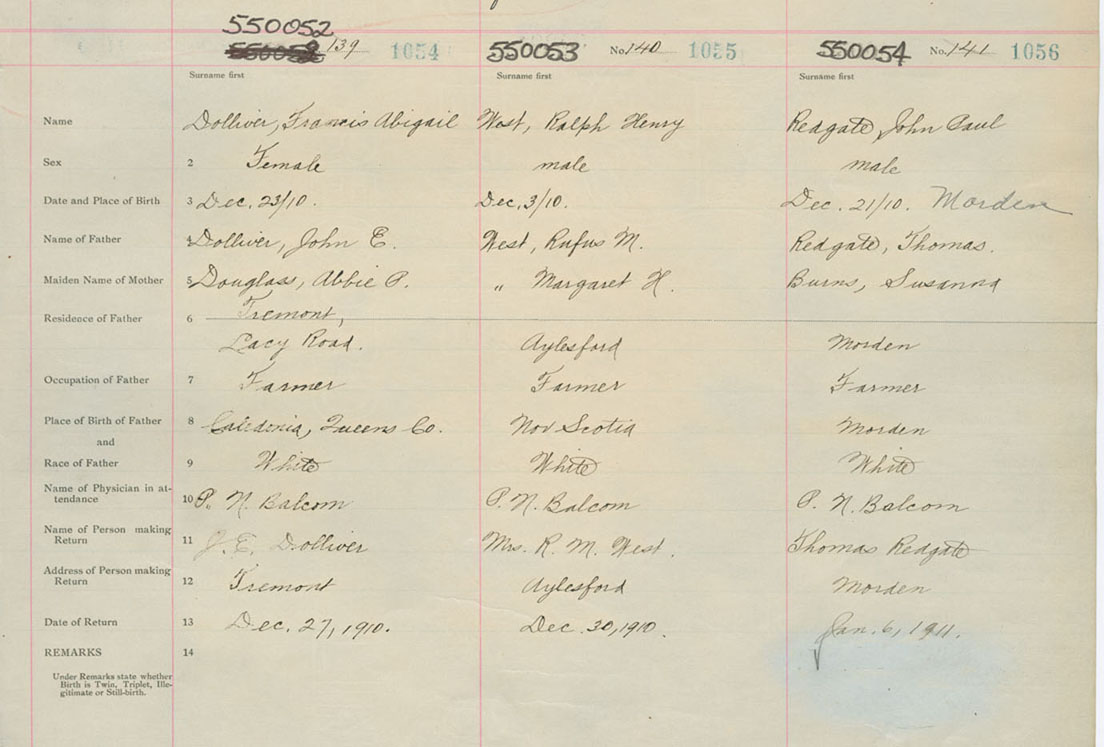 550052
139 1054 550053 No. 140 1055 550054 No. 141 1056
Surname first Surname first Surname first
Name Dolliver, Francis Abigail West, Ralph Henry Redgate, John Paul
Sex 2 Female male male
Date and Place of Birth 3 Dec. 23/10. Dec. 3/10. Dec. 21/10. Morden
Name of Father 4 Dolliver, John E. West, Rufus M. Redgate, Thomas.
Maiden Name of Mother 5 Douglass, Abbie P. " Margaret H. Burns, Susanna
Residence of Father 6 Tremont,
Lacy Road. Aylesford Morden
Occupation of Father 7 Farmer Farmer Farmer
Place of Birth of Father 8 Caledonia, Queens Co. Nov Scotia Morden
and
Race of Father 9 White White White
Name of Physician in at-
tendance 10 P. N. Balcom P. N. Balcom P. N. Balcom
Name of Person making
Return 11 J. E. Dolliver Mrs. R. M. West. Thomas Redgate
Address of Person making
Return 12 Tremont Aylesford Morden
Date of Return 13 Dec. 27, 1910. Dec. 30, 1910. Jan. 6, 1911.
REMARKS 14
Under Remarks state whether
Birth is Twin, Triplet, Ille-
gitimate or Still-birth.